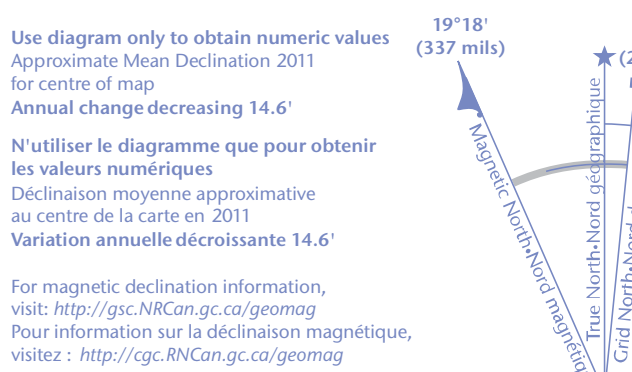 Use diagram only to obtain numeric values
Approximate Mean Declination 2011
for centre of map
Annual change decreasing 14.6'
N'utiliser le diagramme que pour obtenir
les valeurs numériques
Déclinaison moyenne approximative
au centre de la carte en 2011
Variation annuelle décroissante 14.6'
For magnetic declination information,
visit: http://gsc.NRCan.gc.ca/geomag
Pour information sur la déclinaison magnétique,
visitez : http://cgc.RNCan.gc.ca/geomag
19°18'
(337 mils)
Magnetic North•Nord
True North•Nord géographique
Grid North•Nord